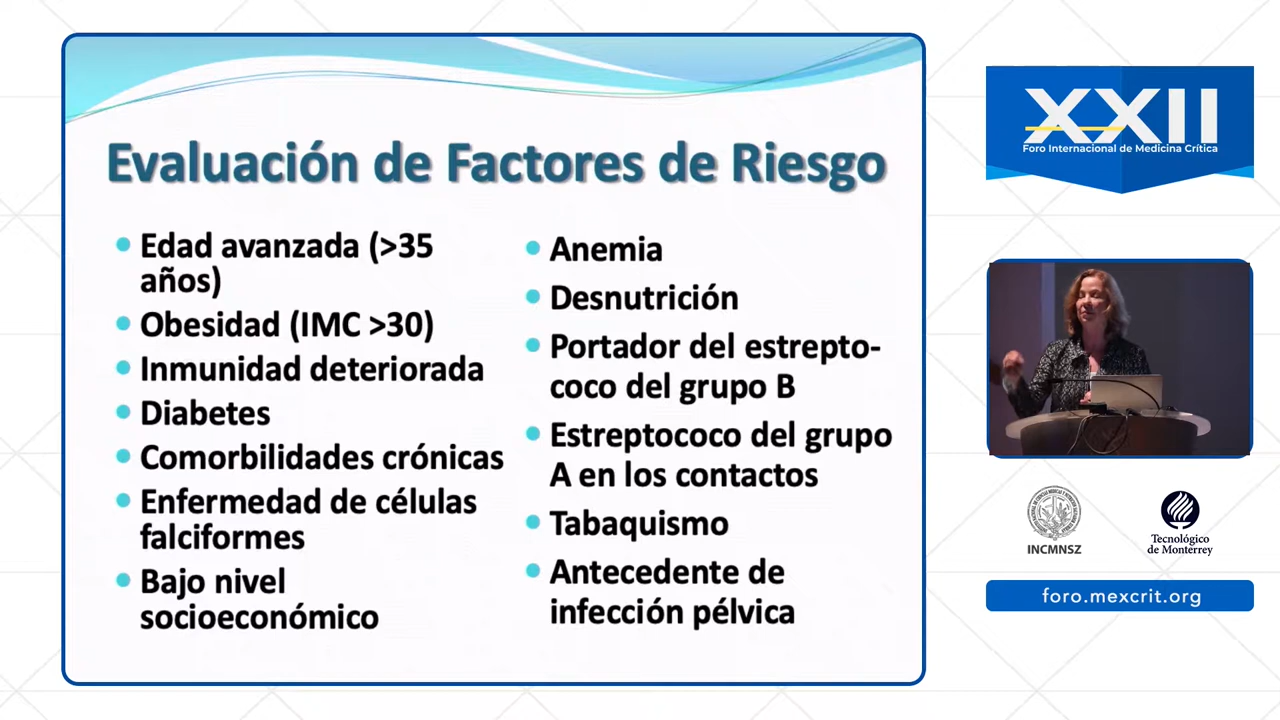 Evaluación de Factores de Riesgo
Edad avanzada (>35
años)
Obesidad (IMC >30)
Inmunidad deteriorada
Diabetes
Comorbilidades crónicas
Enfermedad de células
falciformes
Bajo nivel
socioeconómico
Anemia
Desnutrición
Portador del estrepto-
coco del grupo B
Estreptococo del grupo
A en los contactos
Tabaquismo
Antecedente de
infección pélvica
XXII
Foro Internacional de Medicina Crítica
INCMNSZ
Tecnológico
de Monterrey
foro.mexcrit.org